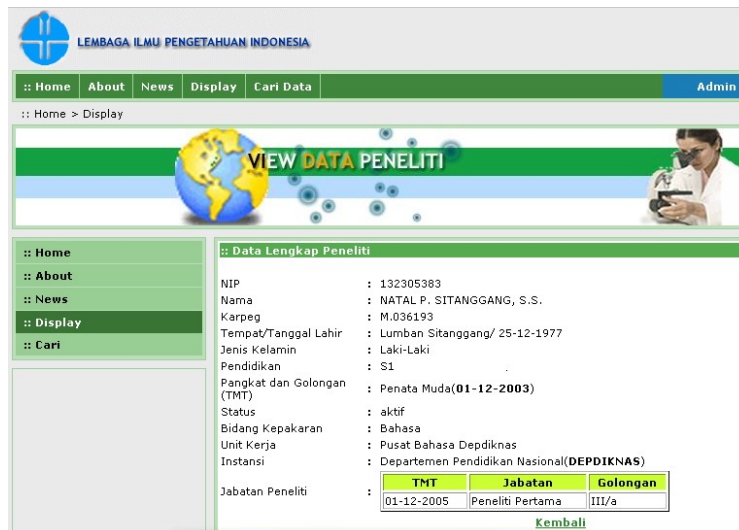 LEMBAGA ILMU PENGETAHUAN INDONESIA
:: Home About News Display Cari Data Admin
:: Home > Display
VIEW DATA PENELITI
:: Home
:: About
:: News
:: Display
:: Cari
:: Data Lengkap Peneliti
NIP : 132305383
Nama : NATAL P. SITANGGANG, S.S.
Karpeg : M.036193
Tempat/Tanggal Lahir : Lumban Sitanggang/ 25-12-1977
Jenis Kelamin : Laki-Laki
Pendidikan : S1
Pangkat dan Golongan
(TMT) : Penata Muda(01-12-2003)
Status : aktif
Bidang Kepakaran : Bahasa
Unit Kerja : Pusat Bahasa Depdiknas
Instansi : Departemen Pendidikan Nasional(DEPDIKNAS)
Jabatan Peneliti :
TMT Jabatan Golongan
01-12-2005 Peneliti Pertama III/a
Kembali